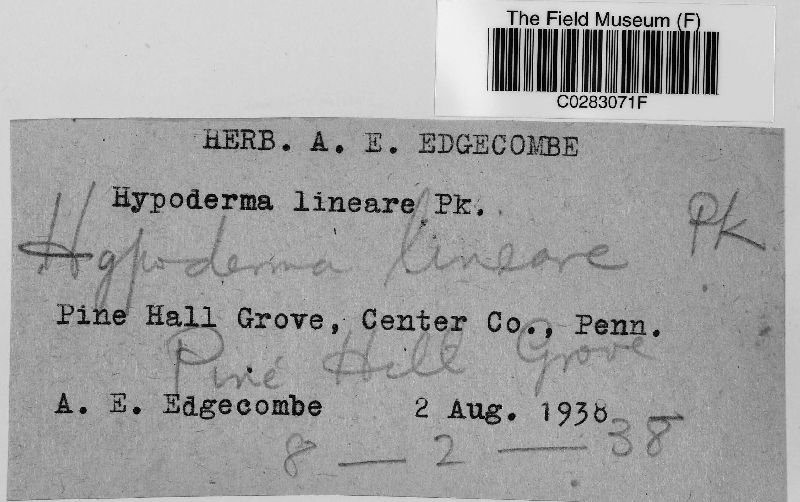 The Field Museum (F)
C0283071F
HERB. A. E. EDGECOMBE
Hypoderma lineare Pk.
Hypoderma lineare Pk
Pine Hall Grove, Center Co., Penn.
Pine Hall Grove
A. E. Edgecombe 2 Aug. 1938
8 — 2 — 38